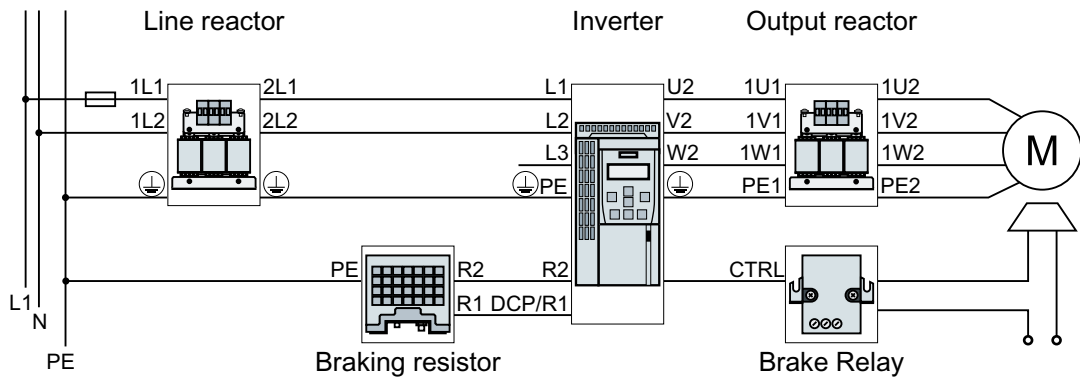 Line reactor Inverter Output reactor
1L1 2L1 L1 U2 1U1 1U2
1L2 2L2 L2 V2 1V1 1V2
L3 W2 1W1 1W2
M
PE PE1 PE2
PE R2 R2 CTRL
L1 R1 DCP/R1
N
PE Braking resistor Brake Relay